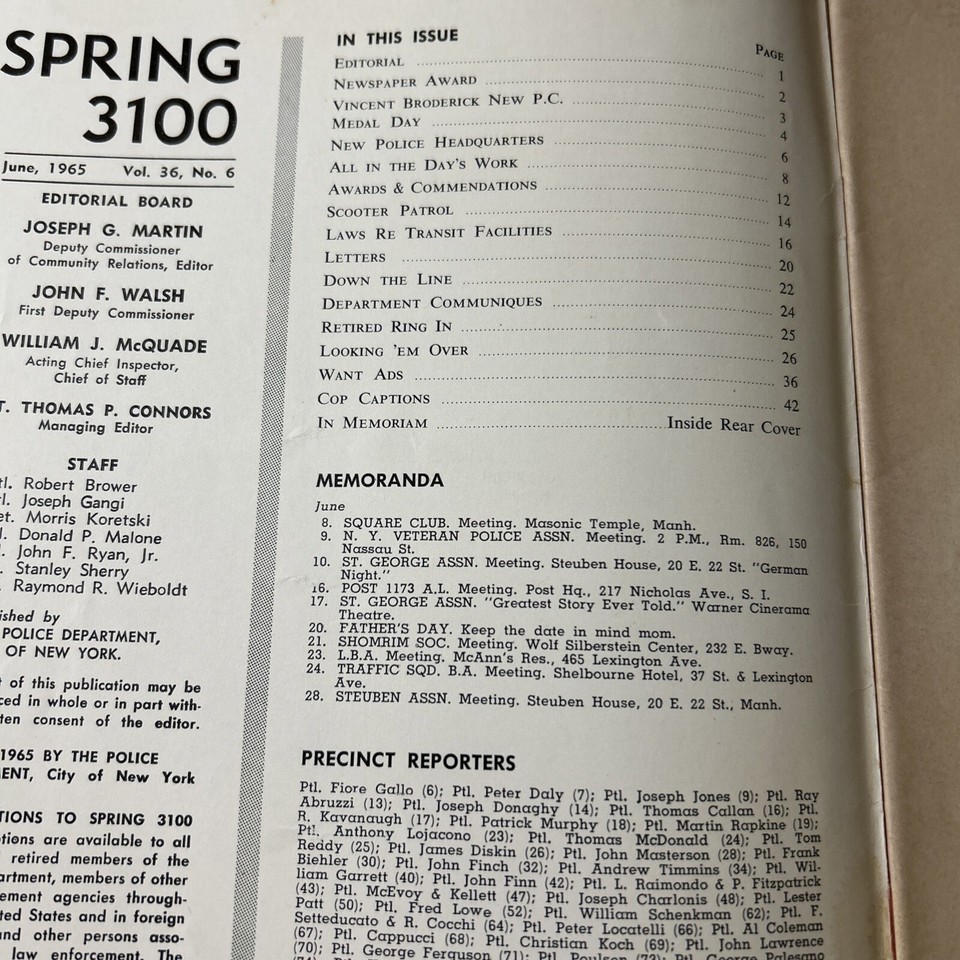 SPRING
3100
June, 1965 Vol. 36, No. 6
EDITORIAL BOARD
JOSEPH G. MARTIN
Deputy Commissioner
of Community Relations, Editor
JOHN F. WALSH
First Deputy Commissioner
WILLIAM J. McQUADE
Acting Chief Inspector,
Chief of Staff
T. THOMAS P. CONNORS
Managing Editor
STAFF
tl. Robert Brower
l. Joseph Gangi
et. Morris Koretski
l. Donald P. Malone
. John F. Ryan, Jr.
. Stanley Sherry
. Raymond R. Wieboldt
ished by
POLICE DEPARTMENT,
OF NEW YORK.
t of this publication may be
ced in whole or in part with-
ten consent of the editor.
1965 BY THE POLICE
MENT, City of New York
TIONS TO SPRING 3100
ptions are available to all
retired members of the
artment, members of other
ement agencies through-
ted States and in foreign
and other persons asso-
law enforcement. The
IN THIS ISSUE
PAGE
EDITORIAL 1
NEWSPAPER AWARD 2
VINCENT BRODERICK NEW P.C. 3
MEDAL DAY 4
NEW POLICE HEADQUARTERS 6
ALL IN THE DAY'S WORK 8
AWARDS & COMMENDATIONS 12
SCOOTER PATROL 14
LAWS RE TRANSIT FACILITIES 16
LETTERS 20
DOWN THE LINE 22
DEPARTMENT COMMUNIQUES 24
RETIRED RING IN 25
LOOKING 'EM OVER 26
WANT ADS 36
COP CAPTIONS 42
IN MEMORIAM Inside Rear Cover
MEMORANDA
June
8. SQUARE CLUB. Meeting. Masonic Temple, Manh.
9. N. Y. VETERAN POLICE ASSN. Meeting. 2 P.M., Rm. 826, 150
Nassau St.
10. ST. GEORGE ASSN. Meeting. Steuben House, 20 E. 22 St. "German
Night."
16. POST 1173 A.L. Meeting. Post Hq., 217 Nicholas Ave., S. I.
17. ST. GEORGE ASSN. "Greatest Story Ever Told." Warner Cinerama
Theatre.
20. FATHER'S DAY. Keep the date in mind mom.
21. SHOMRIM SOC. Meeting. Wolf Silberstein Center, 232 E. Bway.
23. L.B.A. Meeting. McAnn's Res., 465 Lexington Ave.
24. TRAFFIC SQD. B.A. Meeting. Shelbourne Hotel, 37 St. & Lexington
Ave.
28. STEUBEN ASSN. Meeting. Steuben House, 20 E. 22 St., Manh.
PRECINCT REPORTERS
Ptl. Fiore Gallo (6); Ptl. Peter Daly (7); Ptl. Joseph Jones (9); Ptl. Ray
Abruzzi (13); Ptl. Joseph Donaghy (14); Ptl. Thomas Callan (16); Ptl.
R. Kavanaugh (17); Ptl. Patrick Murphy (18); Ptl. Martin Rapkine (19);
Ptl. Anthony Lojacono (23); Ptl. Thomas McDonald (24); Ptl. Tom
Reddy (25); Ptl. James Diskin (26); Ptl. John Masterson (28); Ptl. Frank
Biehler (30); Ptl. John Finch (32); Ptl. Andrew Timmins (34); Ptl. Wil-
liam Garrett (40); Ptl. John Finn (42); Ptl. L. Raimondo & P. Fitzpatrick
(43); Ptl. McEvoy & Kellett (47); Ptl. Joseph Charlonis (48); Ptl. Lester
Patt (50); Ptl. Fred Lowe (52); Ptl. William Schenkman (62); Ptl. F.
Setteducato & R. Cocchi (64); Ptl. Peter Locatelli (66); Ptl. Al Coleman
(67); Ptl. Cappucci (68); Ptl. Christian Koch (69); Ptl. John Lawrence
(70); Ptl. George Ferguson (71); Ptl. Poulsen (73); Ptl. George Palesano